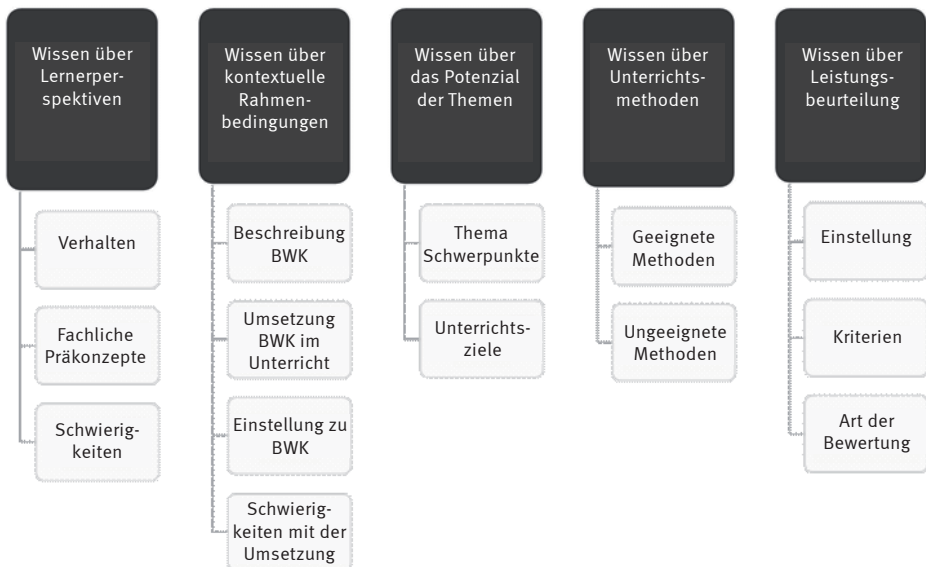 Wissen über
Lernerper-
spektiven
Verhalten
Fachliche
Präkonzepte
Schwierig-
keiten
Wissen über
kontextuelle
Rahmen-
bedingungen
Beschreibung
BWK
Umsetzung
BWK im
Unterricht
Einstellung zu
BWK
Schwierig-
keiten mit der
Umsetzung
Wissen über
das Potenzial
der Themen
Thema
Schwerpunkte
Unterrichts-
ziele
Wissen über
Unterrichts-
methoden
Geeignete
Methoden
Ungeeignete
Methoden
Wissen über
Leistungs-
beurteilung
Einstellung
Kriterien
Art der
Bewertung